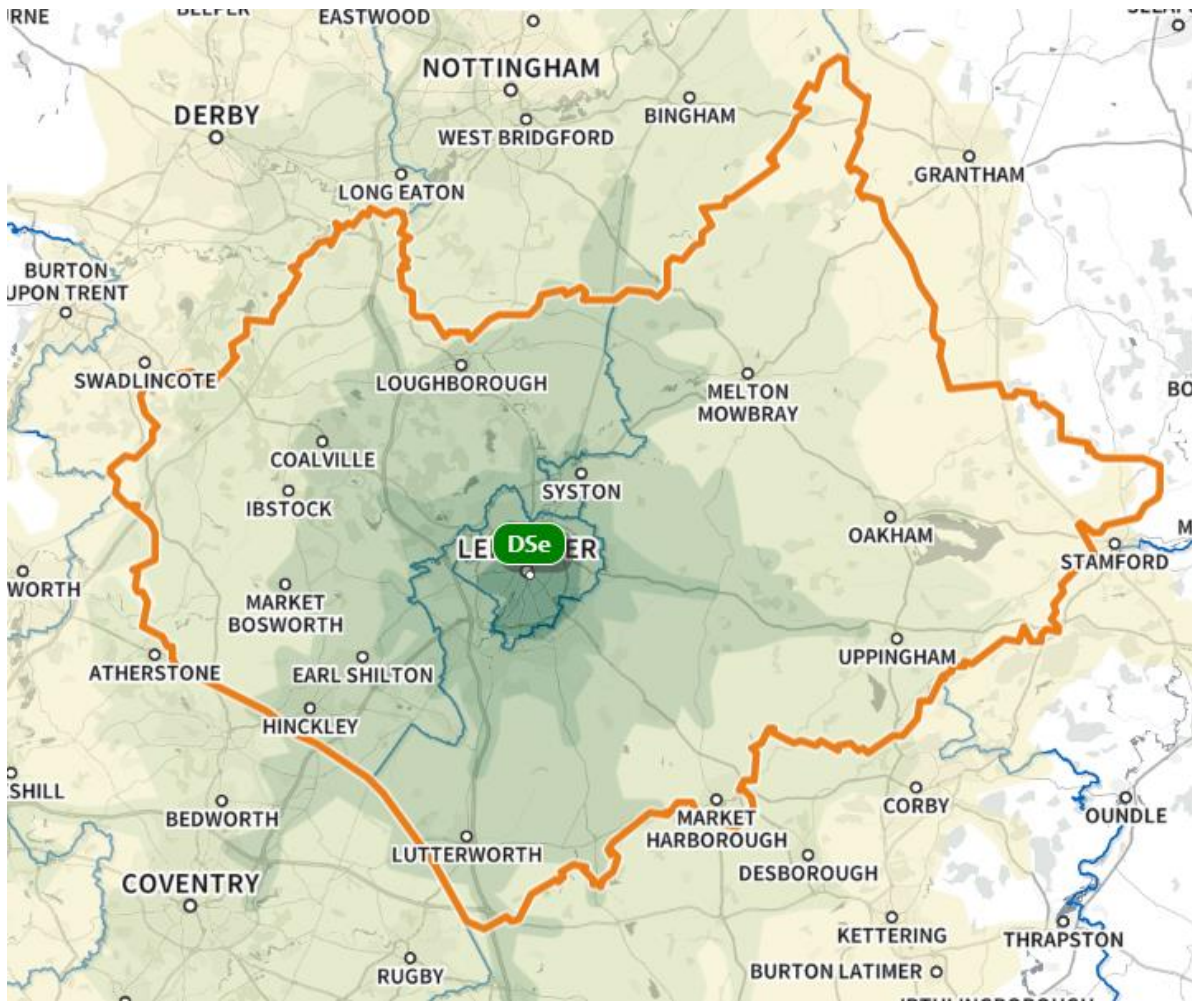 EASTWOOD
NOTTINGHAM
DERBY
BINGHAM
WEST BRIDGFORD
GRANTHAM
LONG EATON
BURTON
UPON TRENT
SWADLINCOTE
LOUGHBOROUGH
MELTON
MOWBRAY
COALVILLE
IBSTOCK
SYSTON
OAKHAM
DSe
STAMFORD
WORTH
MARKET
BOSWORTH
ATHERSTONE
EARL SHILTON
UPPINGHAM
HINCKLEY
SHILL
BEDWORTH
CORBY
OUNDLE
MARKET
HARBOROUGH
LUTTERWORTH
DESBOROUGH
COVENTRY
KETTERING
THRAPSTON
RUGBY
BURTON LATIMER